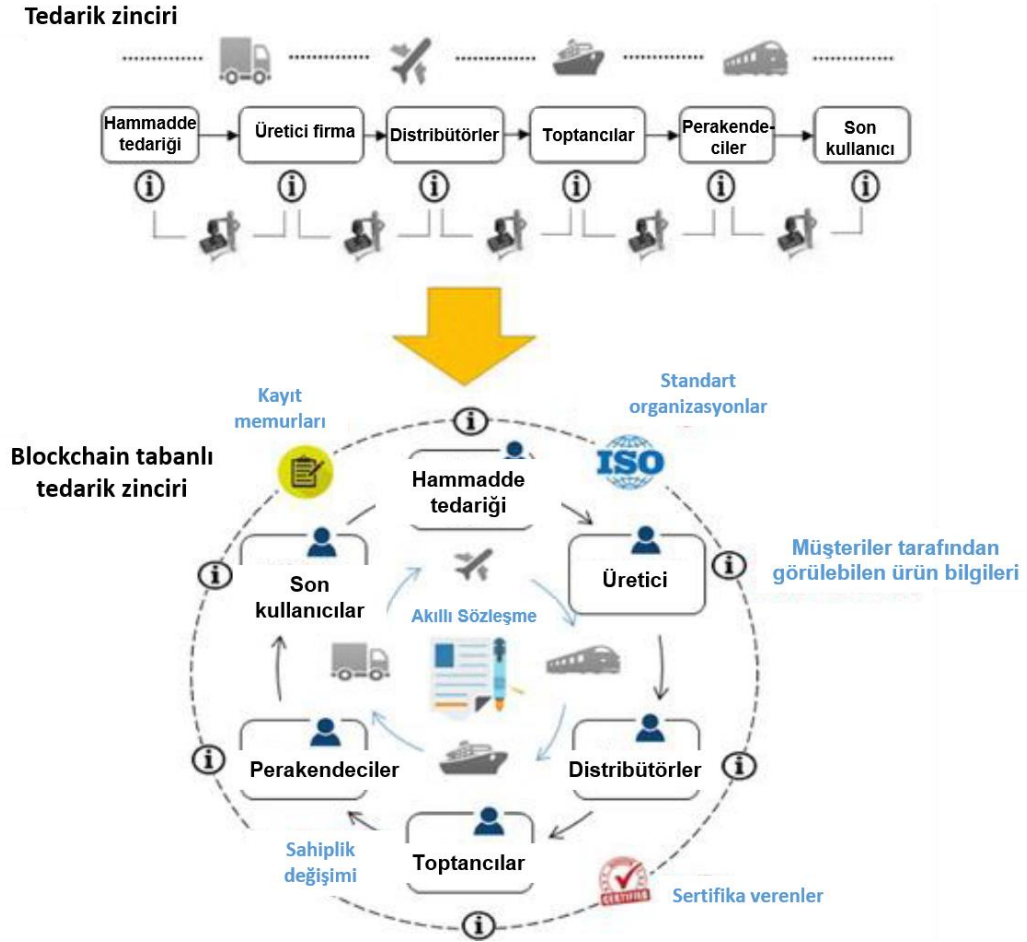 Tedarik zinciri
Hammadde
tedariği
Üretici firma
Distribütörler
Toptancılar
Perakende-
ciler
Son
kullanıcı
i
i
i
i
i
i
Kayıt
memurları
Standart
organizasyonlar
i
Blockchain tabanlı
tedarik zinciri
ISO
Hammadde
tedariği
Müşteriler tarafından
görülebilen ürün bilgileri
i
i
Son
kullanıcılar
Üretici
Akıllı Sözleşme
i
Perakendeciler
Distribütörler
i
Toptancılar
Sahiplik
değişimi
CERTIFIED
Sertifika verenler
i